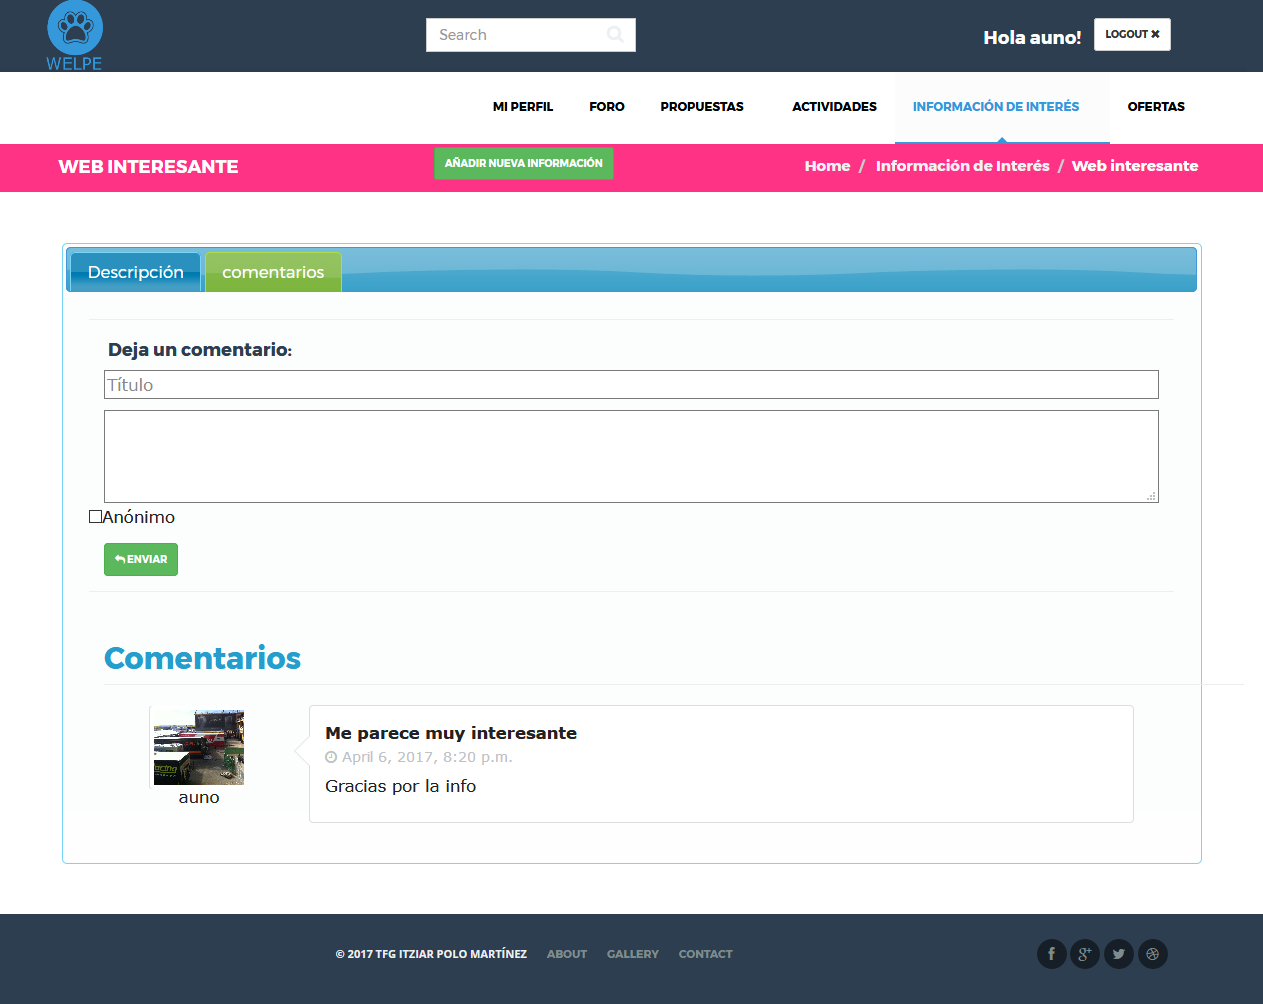 WELPE
Search
Hola auno!
LOGOUT ✖
MI PERFIL FORO PROPUESTAS ACTIVIDADES INFORMACIÓN DE INTERÉS OFERTAS
WEB INTERESANTE
AÑADIR NUEVA INFORMACIÓN
Home / Información de Interés / Web interesante
Descripción comentarios
Deja un comentario:
Título
Anónimo
ENVIAR
Comentarios
auno
Me parece muy interesante
April 6, 2017, 8:20 p.m.
Gracias por la info
© 2017 TFG ITZIAR POLO MARTÍNEZ ABOUT GALLERY CONTACT